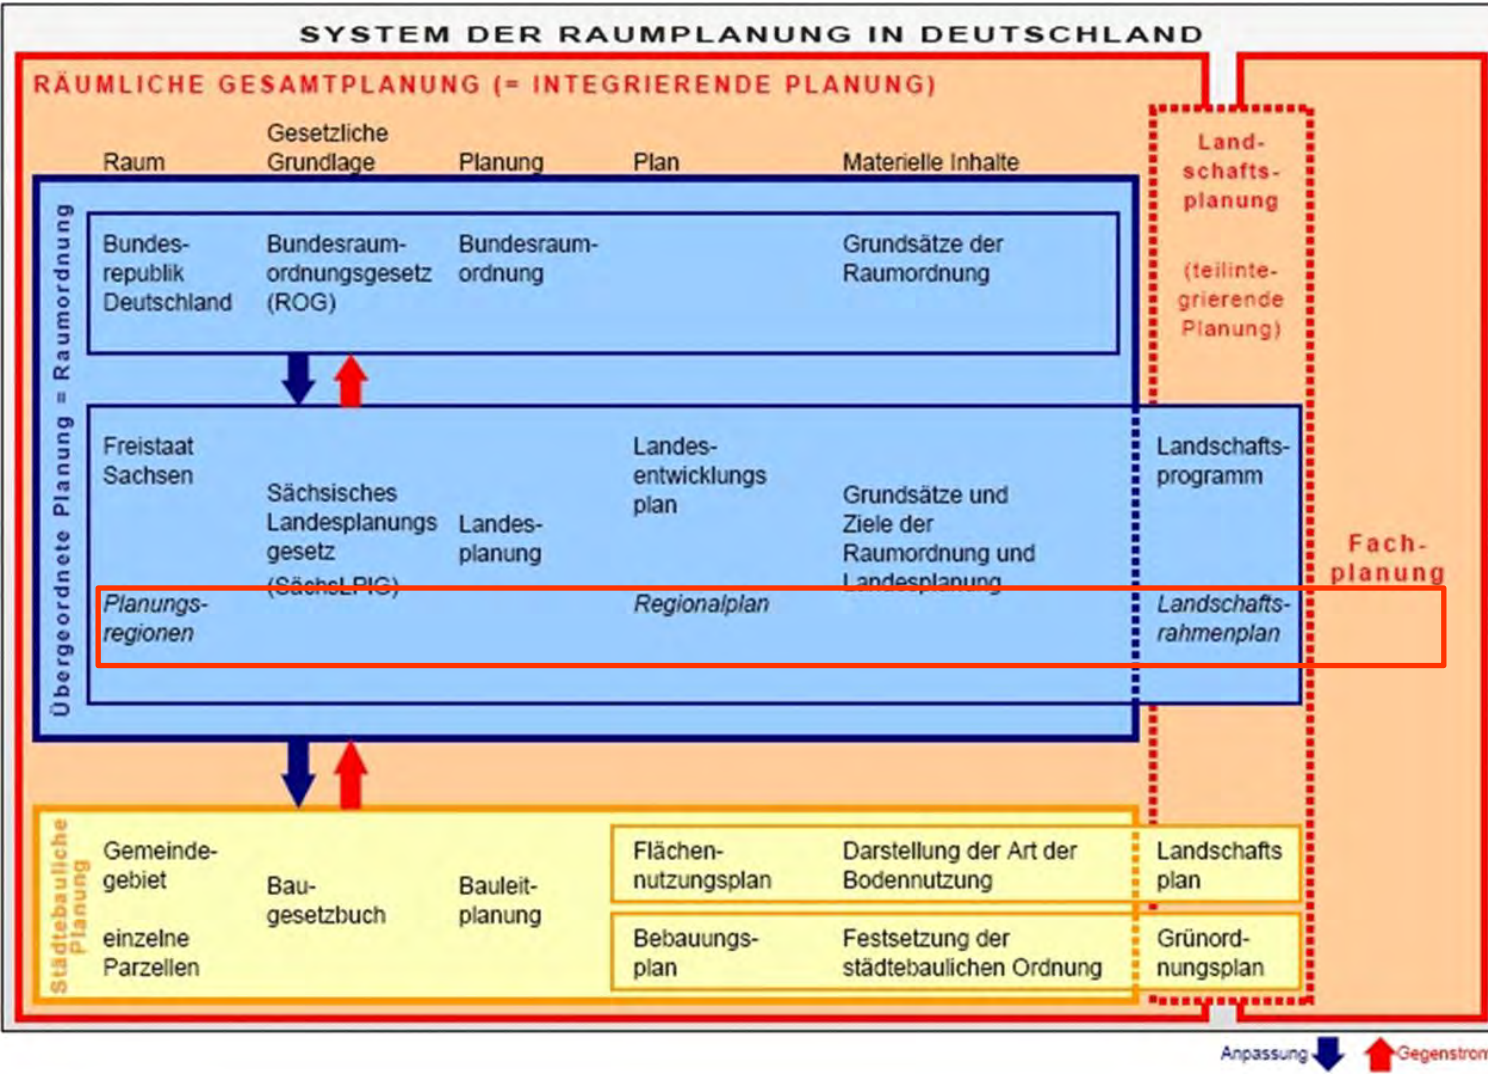 SYSTEM DER RAUMPLANUNG IN DEUTSCHLAND
RÄUMLICHE GESAMTPLANUNG (= INTEGRIERENDE PLANUNG)
Raum
Gesetzliche
Grundlage
Planung
Plan
Materielle Inhalte
Land-
schafts-
planung
(teilinte-
grierende
Planung)
Übergeordnete Planung = Raumordnung
Bundes-
republik
Deutschland
Bundesraum-
ordnungsgesetz
(ROG)
Bundesraum-
ordnung
Grundsätze der
Raumordnung
Freistaat
Sachsen
Sächsisches
Landesplanungs
gesetz
(SächsLPlG)
Landes-
planung
Landes-
entwicklungs
plan
Grundsätze und
Ziele der
Raumordnung und
Landesplanung
Landschafts-
programm
Fach-
planung
Planungs-
regionen
Regionalplan
Landschafts-
rahmenplan
Städtebauliche
Planung
Gemeinde-
gebiet
einzelne
Parzellen
Bau-
gesetzbuch
Bauleit-
planung
Flächen-
nutzungsplan
Darstellung der Art der
Bodennutzung
Landschafts
plan
Bebauungs-
plan
Festsetzung der
städtebaulichen Ordnung
Grünord-
nungsplan
Anpassung
Gegenstrom